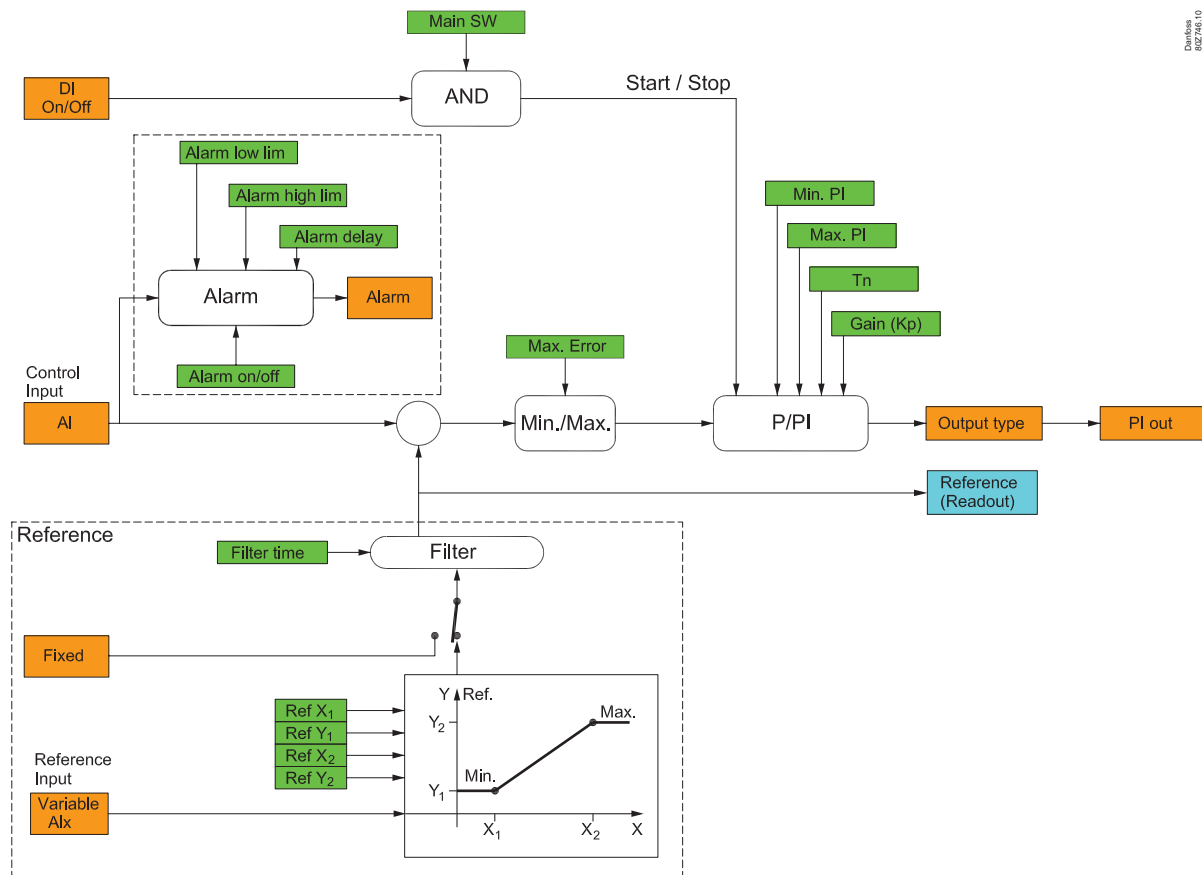 Danfoss
80Z746.10
Main SW
DI
On/Off
AND
Start / Stop
Alarm low lim
Alarm high lim
Alarm delay
Alarm
Alarm
Alarm on/off
Min. PI
Max. PI
Tn
Gain (Kp)
Max. Error
Control
Input
AI
Min./Max.
P/PI
Output type
PI out
Reference
(Readout)
Reference
Filter time
Filter
Fixed
Ref X1
Ref Y1
Ref X2
Ref Y2
Y
Ref.
Y2
Max.
Min.
Y1
X1
X2
X
Reference
Input
Variable
AIx